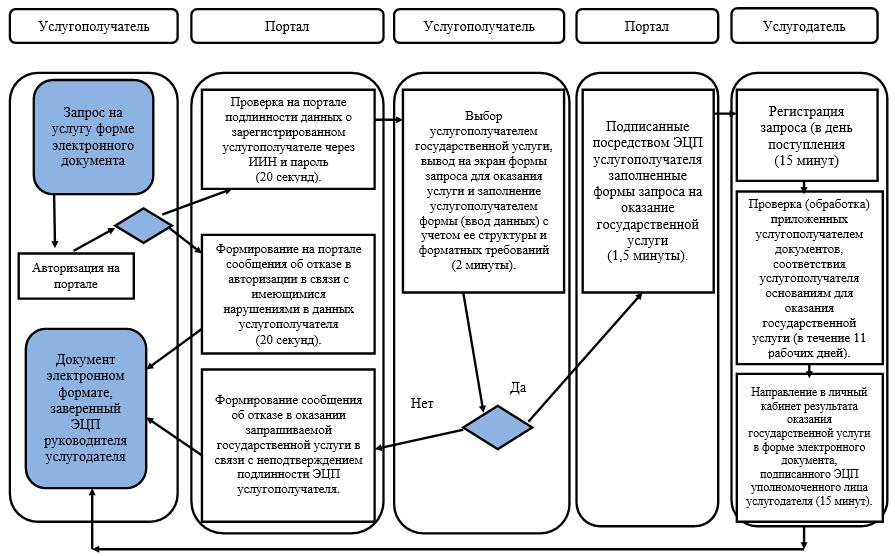 Услугополучатель
Портал
Услугополучатель
Портал
Услугодатель
Запрос на
услугу форме
электронного
документа
Авторизация на
портале
Документ
электронном
формате,
заверенный
ЭЦП
руководителя
услугодателя
Проверка на портале
подлинности данных о
зарегистрированном
услугополучателе через
ИИН и пароль
(20 секунд).
Формирование на портале
сообщения об отказе в
авторизации в связи с
имеющимися
нарушениями в данных
услугополучателя
(20 секунд).
Формирование сообщения
об отказе в оказании
запрашиваемой
государственной услуги в
связи с неподтверждением
подлинности ЭЦП
услугополучателя.
Выбор
услугополучателем
государственной услуги,
вывод на экран формы
запроса для оказания
услуги и заполнение
услугополучателем
формы (ввод данных) с
учетом ее структуры и
форматных требований
(2 минуты).
Нет
Да
Подписанные
посредством ЭЦП
услугополучателя
заполненные
формы запроса на
оказание
государственной
услуги
(1,5 минуты).
Регистрация
запроса (в день
поступления
(15 минут)
Проверка (обработка)
приложенных
услугополучателем
документов,
соответствия
услугополучателя
основаниям для
оказания
государственной
услуги (в течение 11
рабочих дней).
Направление в личный
кабинет результата
оказания
государственной услуги
в форме электронного
документа,
подписанного ЭЦП
уполномоченного лица
услугодателя (15 минут).